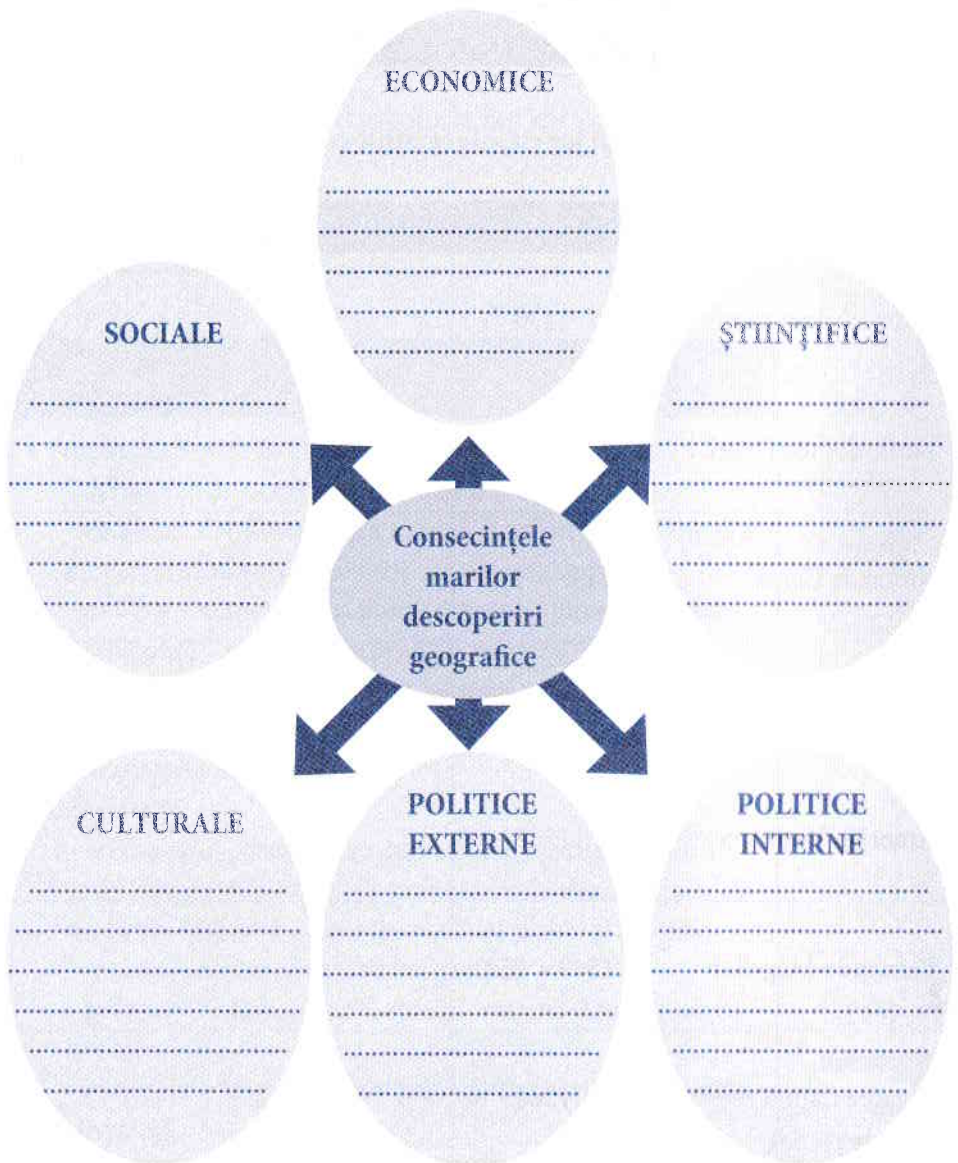 ECONOMICE
SOCIALE
ȘTIINȚIFICE
Consecințele
marilor
descoperiri
geografice
CULTURALE
POLITICE
EXTERNE
POLITICE
INTERNE